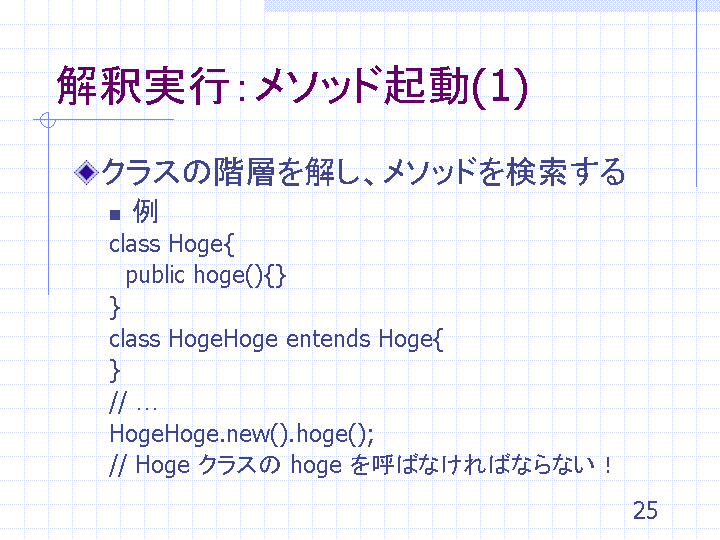 解釈実行：メソッド起動(1)
クラスの階層を解し、メソッドを検索する
例
class Hoge{
  public hoge(){}
}
class HogeHoge entends Hoge{
}
// …
HogeHoge.new().hoge();
// Hoge クラスの hoge を呼ばなければならない！
25